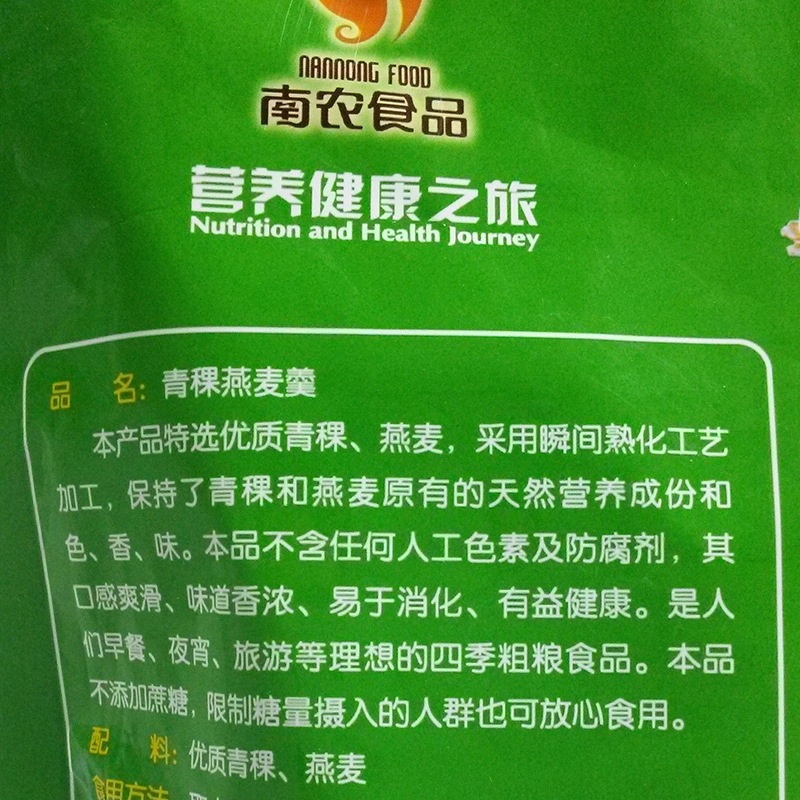 NANNONG FOOD
南农食品
营养健康之旅
Nutrition and Health Journey
品 名：青稞燕麦羹
本产品特选优质青稞、燕麦，采用瞬间熟化工艺
加工，保持了青稞和燕麦原有的天然营养成份和
色、香、味。本品不含任何人工色素及防腐剂，其
口感爽滑、味道香浓、易于消化、有益健康。是人
们早餐、夜宵、旅游等理想的四季粗粮食品。本品
不添加蔗糖，限制糖量摄入的人群也可放心食用。
配 料：优质青稞、燕麦
食用方法